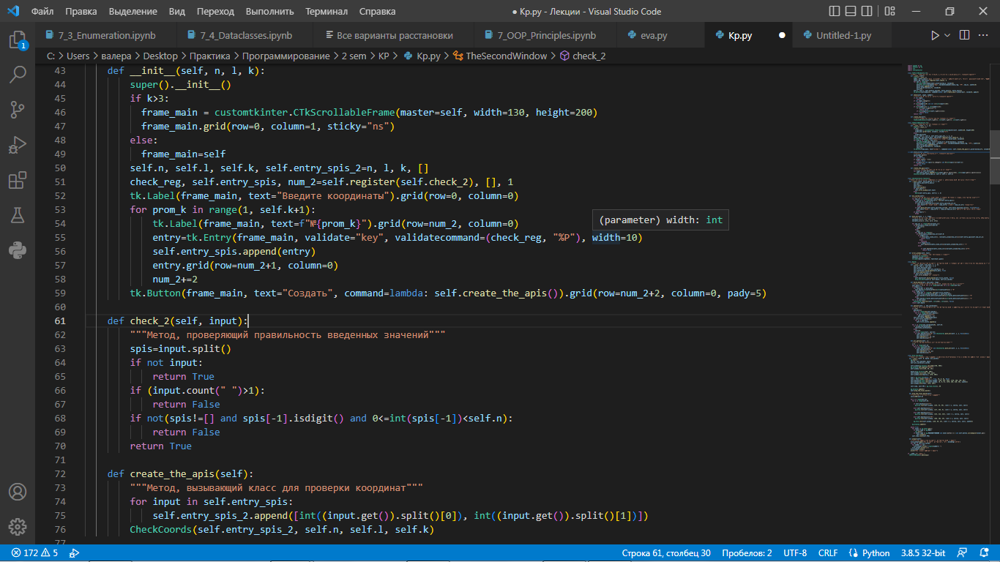 Файл Правка Выделение Вид Переход Выполнить Терминал Справка ● Кр.py - Лекции - Visual Studio Code
7_3_Enumeration.ipynb 7_4_Dataclasses.ipynb Все варианты расстановки 7_OOP_Principles.ipynb eva.py Кр.py ● Untitled-1.py
C: > Users > валера > Desktop > Практика > Программирование > 2 sem > КР > Кр.py > TheSecondWindow > check_2
43 def __init__(self, n, l, k):
44 super().__init__()
45 if k>3:
46 frame_main = customtkinter.CTkScrollableFrame(master=self, width=130, height=200)
47 frame_main.grid(row=0, column=1, sticky="ns")
48 else:
49 frame_main=self
50 self.n, self.l, self.k, self.entry_spis_2=n, l, k, []
51 check_reg, self.entry_spis, num_2=self.register(self.check_2), [], 1
52 tk.Label(frame_main, text="Введите координаты").grid(row=0, column=0)
53 for prom_k in range(1, self.k+1):
54 tk.Label(frame_main, text=f"№{prom_k}").grid(row=num_2, column=0)
(parameter) width: int
55 entry=tk.Entry(frame_main, validate="key", validatecommand=(check_reg, "%P"), width=10)
56 self.entry_spis.append(entry)
57 entry.grid(row=num_2+1, column=0)
58 num_2+=2
59 tk.Button(frame_main, text="Создать", command=lambda: self.create_the_apis()).grid(row=num_2+2, column=0, pady=5)
60
61 def check_2(self, input):
62 """Метод, проверяющий правильность введенных значений"""
63 spis=input.split()
64 if not input:
65 return True
66 if (input.count(" ")>1):
67 return False
68 if not(spis!=[] and spis[-1].isdigit() and 0<=int(spis[-1])<self.n):
69 return False
70 return True
71
72 def create_the_apis(self):
73 """Метод, вызывающий класс для проверки координат"""
74 for input in self.entry_spis:
75 self.entry_spis_2.append([int((input.get()).split()[0]), int((input.get()).split()[1])])
76 CheckCoords(self.entry_spis_2, self.n, self.l, self.k)
77
1
172 5 Строка 61, столбец 30 Пробелов: 2 UTF-8 CRLF Python 3.8.5 32-bit